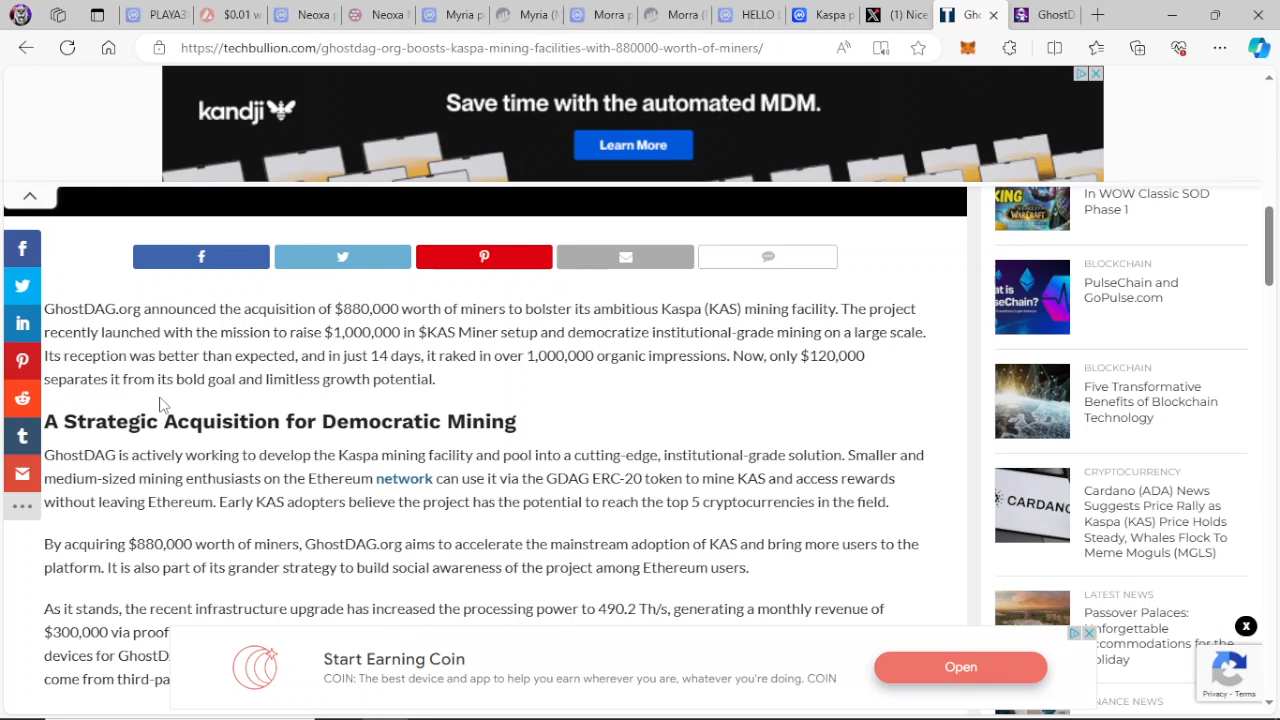 PLAYA3
$0.01 w
Neoxa p
Neoxa
Myria (M
Myria
Morra
Morra (
HELLO L
Kaspa
(1) Nice
Gho
Ghostl
https://techbullion.com/ghostdag-org-boosts-kaspa-mining-facilities-with-880000-worth-of-miners/
kandji
Save time with the automated MDM.
Learn More
GhostDAG.org announced the acquisition of $880,000 worth of miners to bolster its ambitious Kaspa (KAS) mining facility. The project
recently launched with the mission to raise $1,000,000 in $KAS Miner setup and democratize institutional-grade mining on a large scale.
Its reception was better than expected, and in just 14 days, it raked in over 1,000,000 organic impressions. Now, only $120,000
separates it from its bold goal and limitless growth potential.
A Strategic Acquisition for Democratic Mining
GhostDAG is actively working to develop the Kaspa mining facility and pool into a cutting-edge, institutional-grade solution. Smaller and
medium-sized mining enthusiasts on the Ethereum network can use it via the GDAG ERC-20 token to mine KAS and access rewards
without leaving Ethereum. Early KAS adopters believe the project has the potential to reach the top 5 cryptocurrencies in the field.
By acquiring $880,000 worth of miners, GhostDAG.org aims to accelerate the mainstream adoption of KAS and bring more users to the
platform. It is also part of its grander strategy to build social awareness of the project among Ethereum users.
As it stands, the recent infrastructure upgrade has increased the processing power to 490.2 Th/s, generating a monthly revenue of
$300,000 via proof
devices for GhostD
come from third-pa
KING
In WOW Classic SOD
Phase 1
BLOCKCHAIN
PulseChain and
GoPulse.com
BLOCKCHAIN
Five Transformative
Benefits of Blockchain
Technology
CRYPTOCURRENCY
Cardano (ADA) News
Suggests Price Rally as
Kaspa (KAS) Price Holds
Steady, Whales Flock To
Meme Moguls (MGLS)
CARDANO
LATEST NEWS
Passover Palaces:
Unforgettable
Accommodations for the
Holiday
NANCE NEWS
Start Earning Coin
COIN: The best device and app to help you earn wherever you are, whatever you're doing. COIN
Open
X
Privacy - Terms